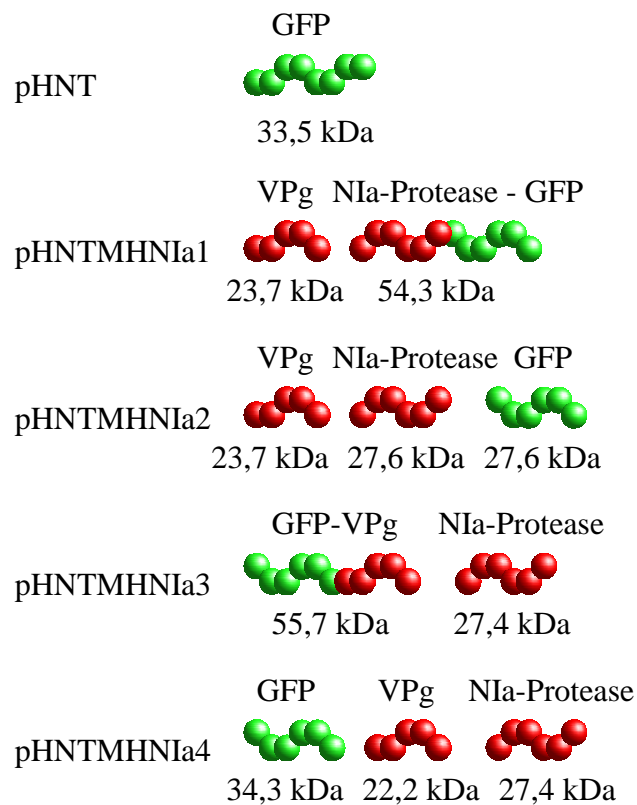 GFP
pHNT
33,5 kDa
VPg NIa-Protease - GFP
pHNTMHNIa1
23,7 kDa 54,3 kDa
VPg NIa-Protease GFP
pHNTMHNIa2
23,7 kDa 27,6 kDa 27,6 kDa
GFP-VPg NIa-Protease
pHNTMHNIa3
55,7 kDa 27,4 kDa
GFP VPg NIa-Protease
pHNTMHNIa4
34,3 kDa 22,2 kDa 27,4 kDa